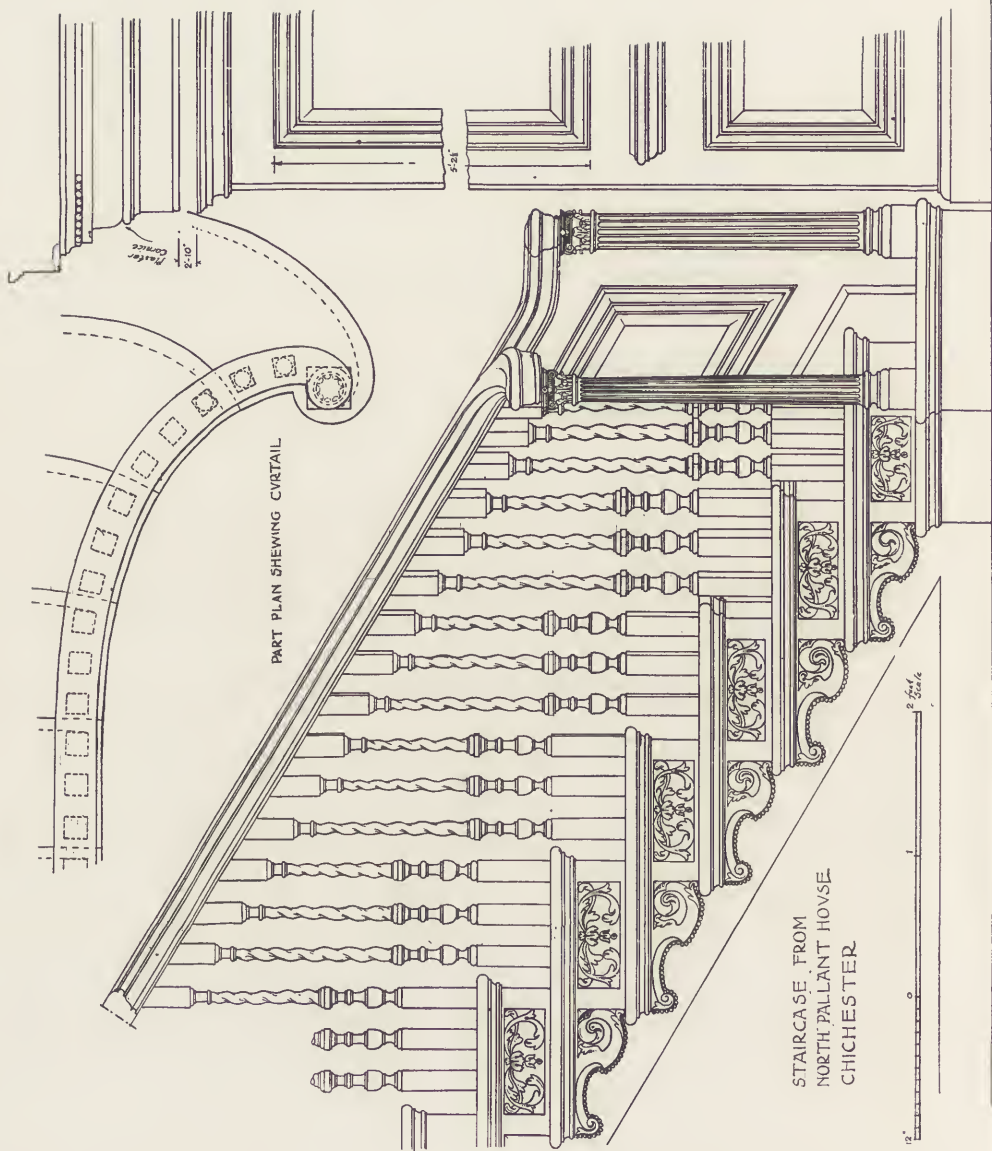 Plaster
Cornice
2'-10"
5'-2½"
PART PLAN SHEWING CVRTAIL
STAIRCASE . FROM
NORTH PALLANT HOVSE
CHICHESTER
12"
0
1
2 feet
Scale